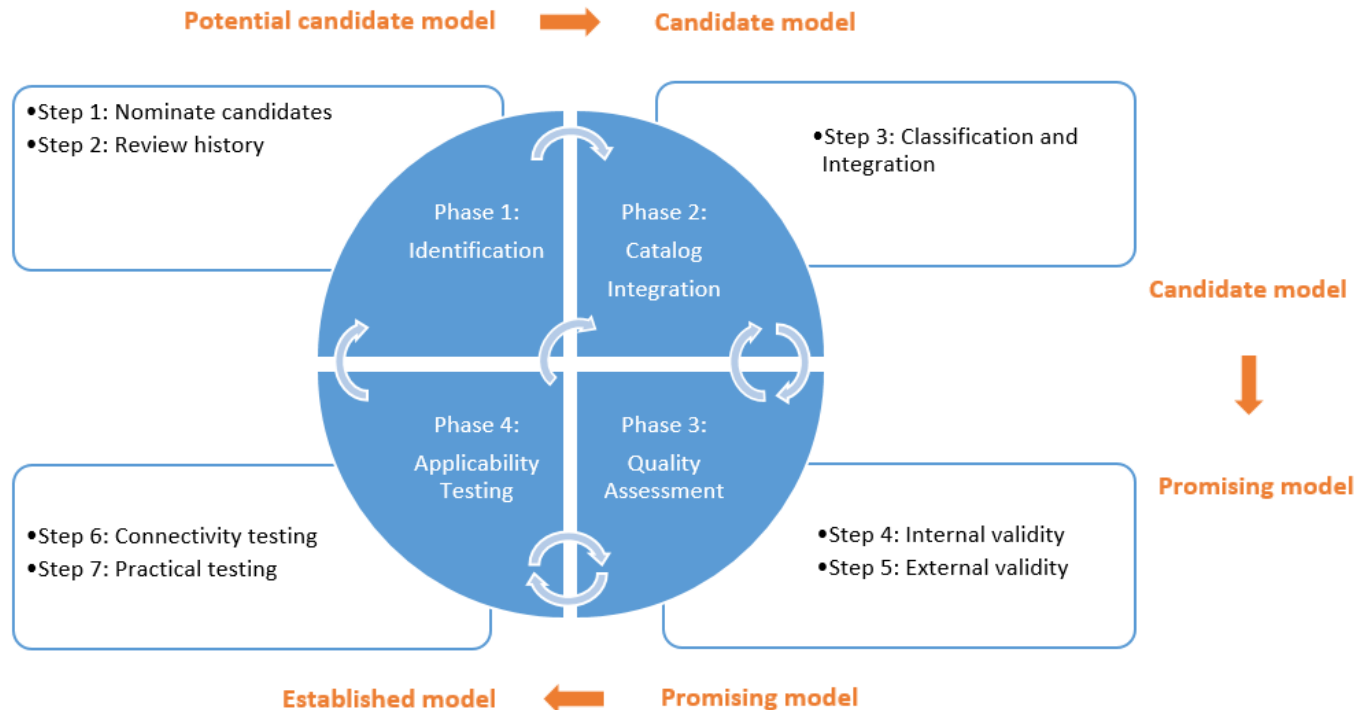 Potential candidate model
Candidate model
•Step 1: Nominate candidates
•Step 2: Review history
•Step 3: Classification and
Integration
Phase 1:
Identification
Phase 2:
Catalog
Integration
Candidate model
Promising model
Phase 4:
Applicability
Testing
Phase 3:
Quality
Assessment
•Step 6: Connectivity testing
•Step 7: Practical testing
•Step 4: Internal validity
•Step 5: External validity
Established model
Promising model